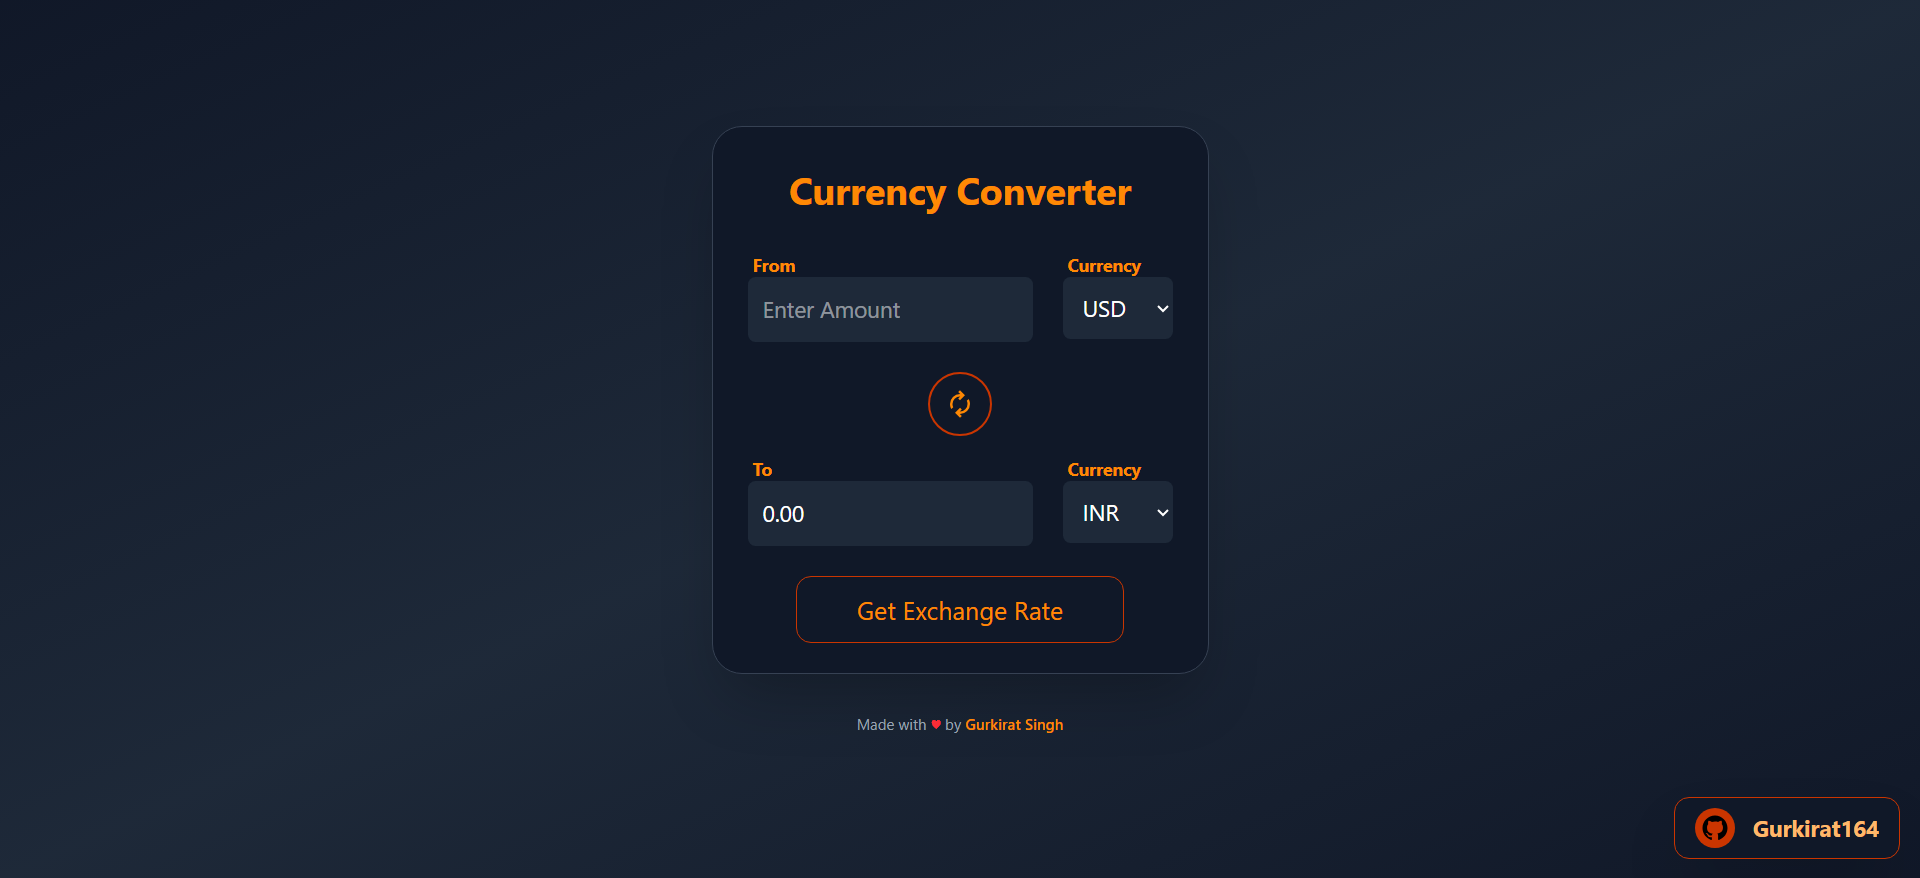 Currency Converter
From
Currency
Enter Amount
USD
To
Currency
0.00
INR
Get Exchange Rate
Made with ♥ by Gurkirat Singh
Gurkirat164